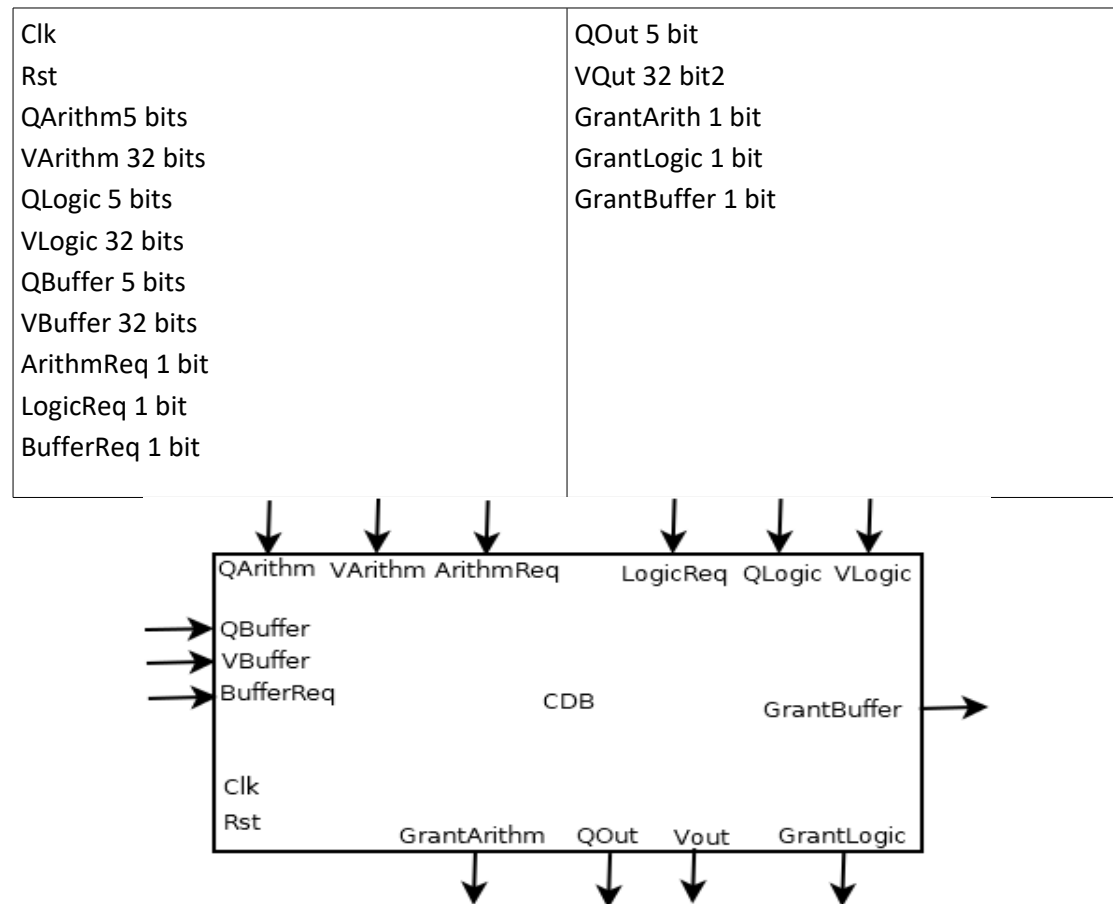 Clk
Rst
QArithm5 bits
VArithm 32 bits
QLogic 5 bits
VLogic 32 bits
QBuffer 5 bits
VBuffer 32 bits
ArithmReq 1 bit
LogicReq 1 bit
BufferReq 1 bit
QOut 5 bit
VQut 32 bit2
GrantArith 1 bit
GrantLogic 1 bit
GrantBuffer 1 bit
QArithm VArithm ArithmReq LogicReq QLogic VLogic
QBuffer
VBuffer
BufferReq
CDB
GrantBuffer
Clk
Rst
GrantArithm QOut Vout GrantLogic